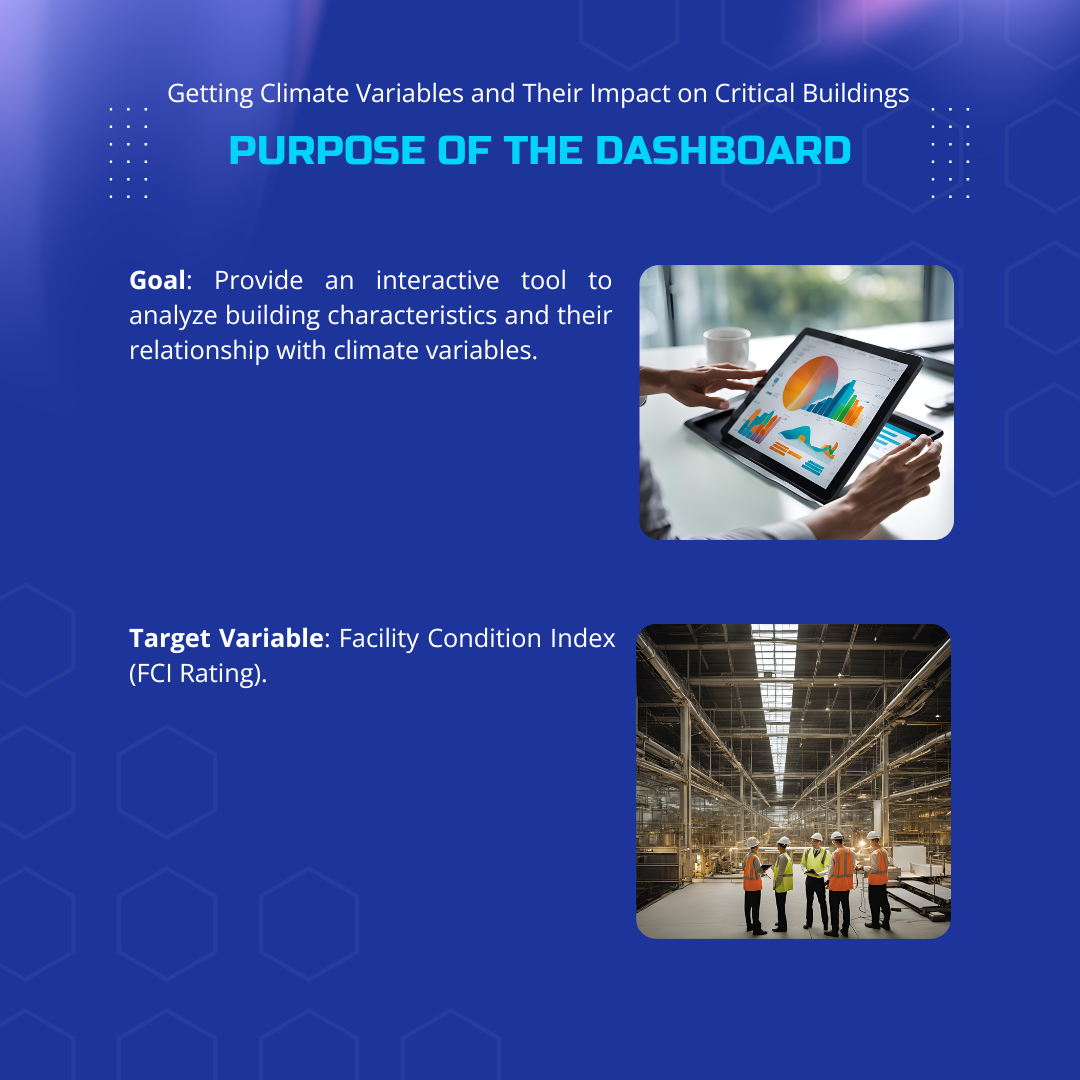 Getting Climate Variables and Their Impact on Critical Buildings
PURPOSE OF THE DASHBOARD
Goal: Provide an interactive tool to
analyze building characteristics and their
relationship with climate variables.
Target Variable: Facility Condition Index
(FCI Rating).